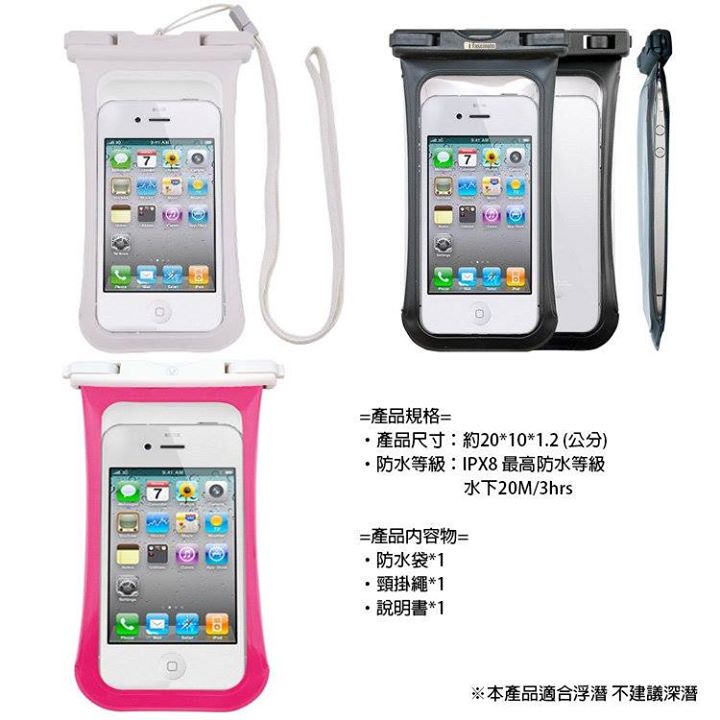 =產品規格=
・產品尺寸：約20*10*1.2 (公分)
・防水等級：IPX8 最高防水等級
水下20M/3hrs
=產品內容物=
・防水袋*1
・頸掛繩*1
・說明書*1
※本產品適合浮潛 不建議深潛